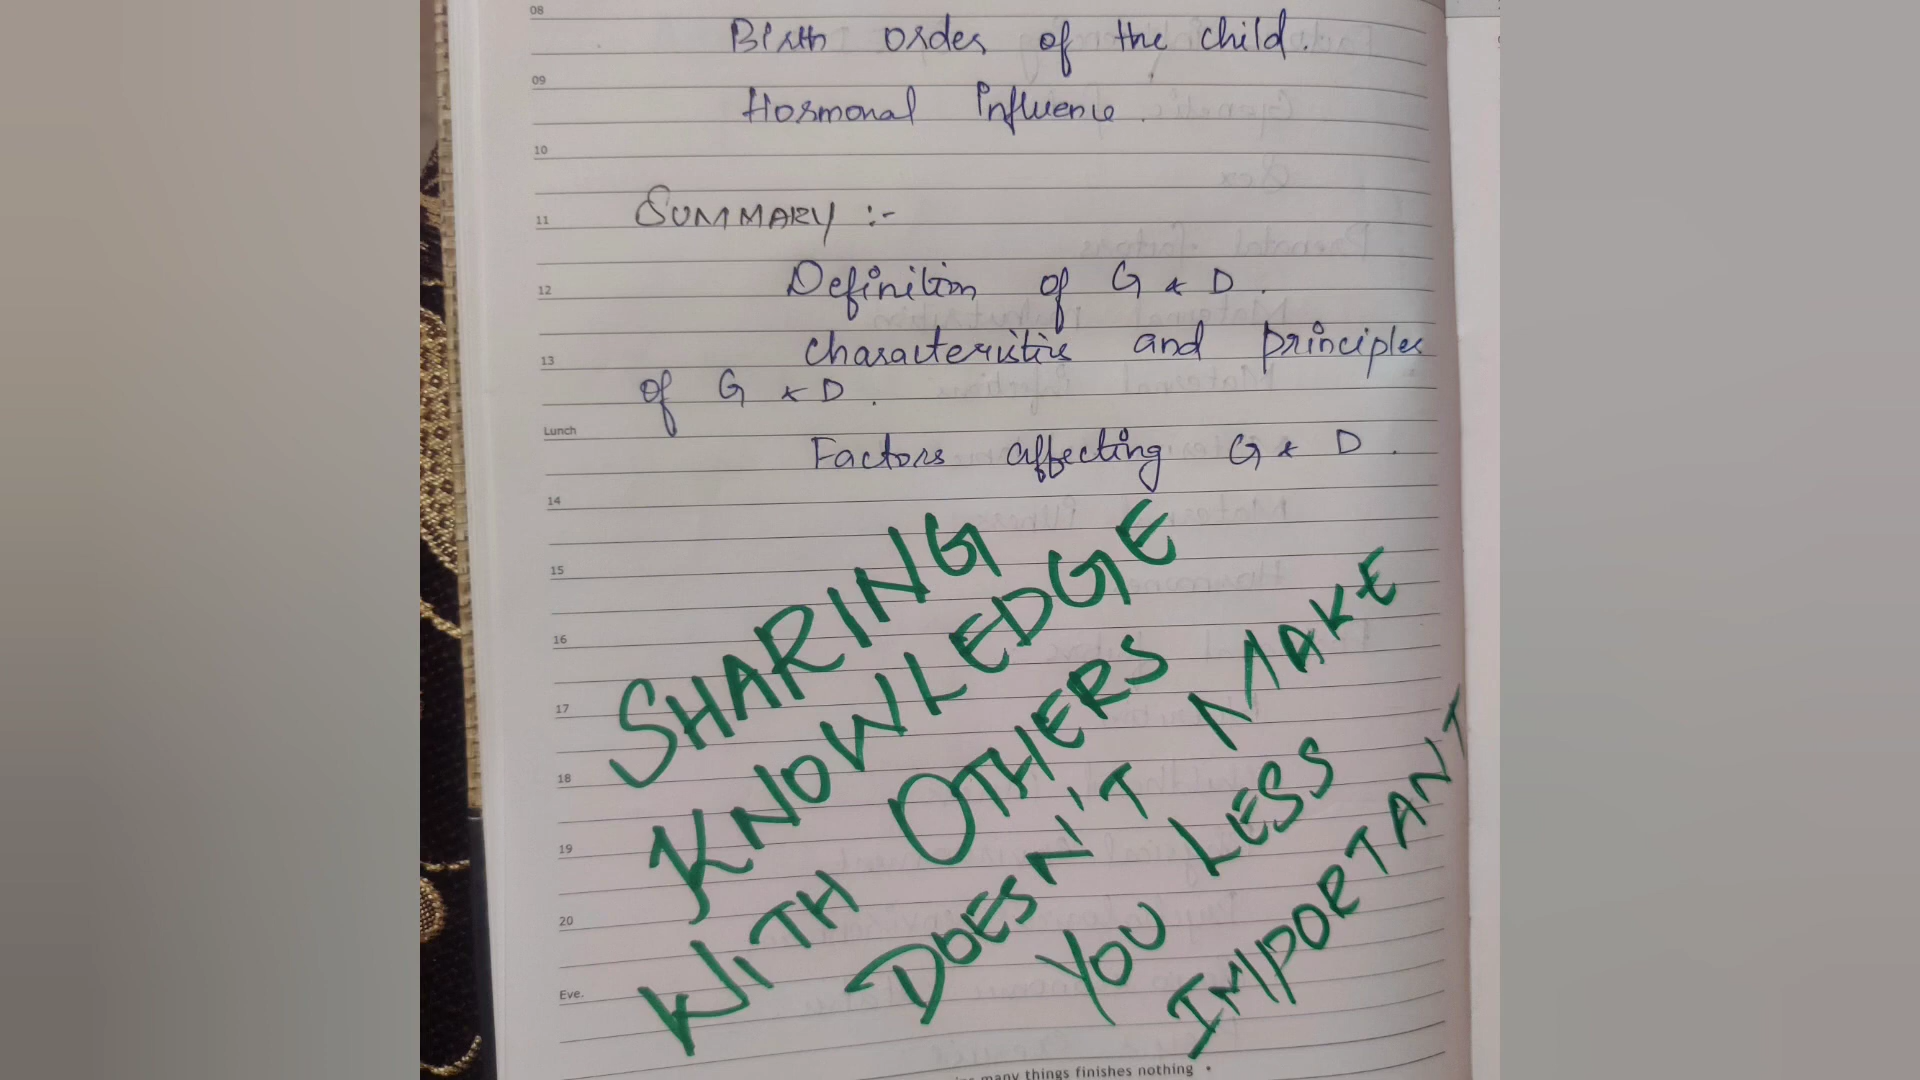 08
Birth order of the child.
09
Hormonal Influence.
10
SUMMARY :-
11
Definition of G & D.
12
characteristics and principles
13
of G & D.
Lunch
Factors affecting G & D.
14
15
16
17
18
19
20
Eve.
SHARING
KNOWLEDGE
WITH OTHERS
DOESN'T MAKE
YOU LESS
IMPORTANT
many things finishes nothing •